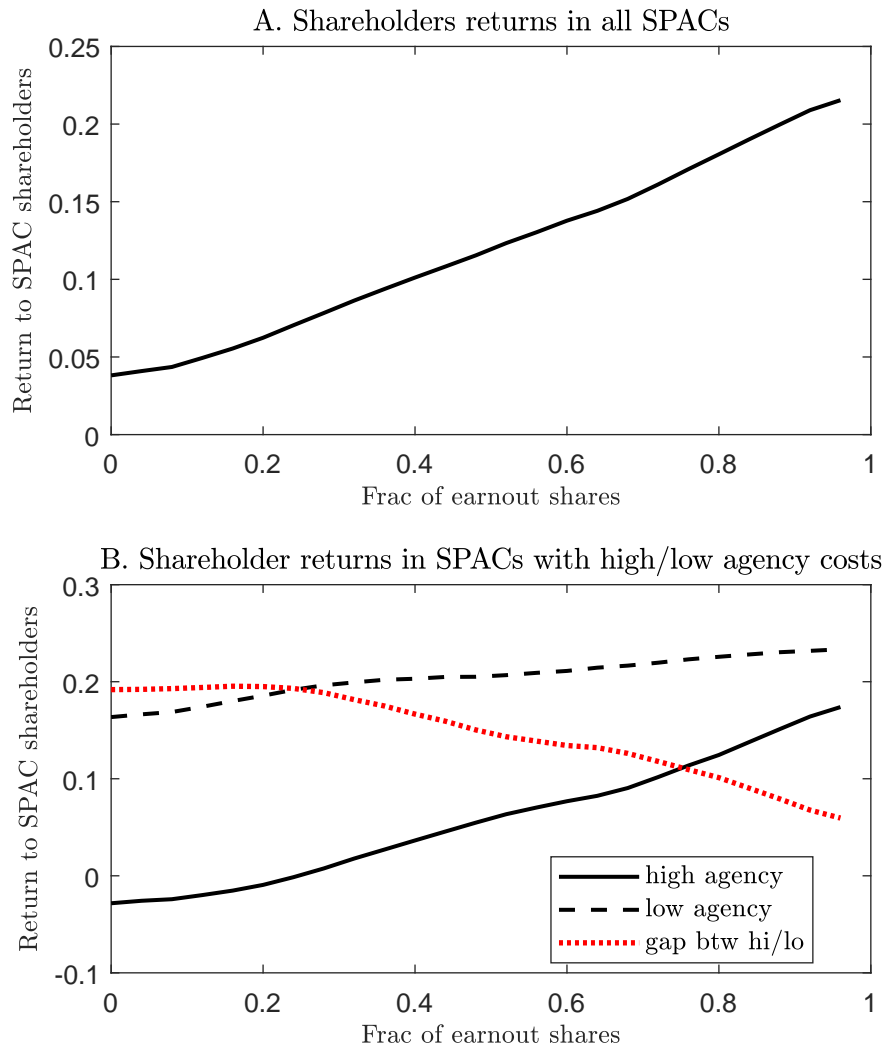 A. Shareholders returns in all SPACs
Return to SPAC shareholders
0.25
0.2
0.15
0.1
0.05
0
0 0.2 0.4 0.6 0.8 1
Frac of earnout shares
B. Shareholder returns in SPACs with high/low agency costs
Return to SPAC shareholders
0.3
0.2
0.1
0
-0.1
high agency
low agency
gap btw hi/lo
0 0.2 0.4 0.6 0.8 1
Frac of earnout shares